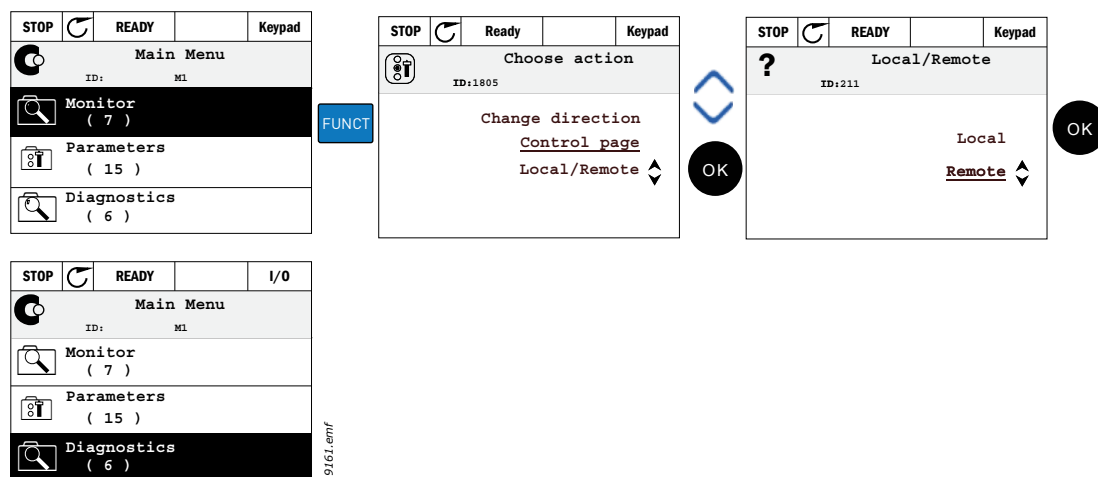 STOP READY Keypad
Main Menu
ID: M1
Monitor
( 7 )
Parameters
( 15 )
Diagnostics
( 6 )
FUNCT
STOP Ready Keypad
Choose action
ID:1805
Change direction
Control page
Local/Remote
OK
STOP READY Keypad
? Local/Remote
ID:211
Local
Remote
OK
STOP READY I/O
Main Menu
ID: M1
Monitor
( 7 )
Parameters
( 15 )
Diagnostics
( 6 )
9161.emf